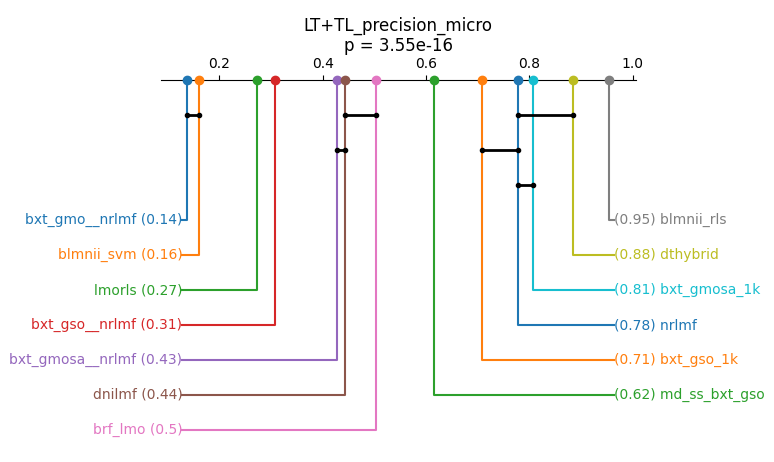 LT+TL_precision_micro
p = 3.55e-16
0.2 0.4 0.6 0.8 1.0
bxt_gmo__nrlmf (0.14)
(0.95) blmnii_rls
blmnii_svm (0.16)
(0.88) dthybrid
lmorls (0.27)
(0.81) bxt_gmosa_1k
bxt_gso__nrlmf (0.31)
(0.78) nrlmf
bxt_gmosa__nrlmf (0.43)
(0.71) bxt_gso_1k
dnilmf (0.44)
(0.62) md_ss_bxt_gso
brf_lmo (0.5)